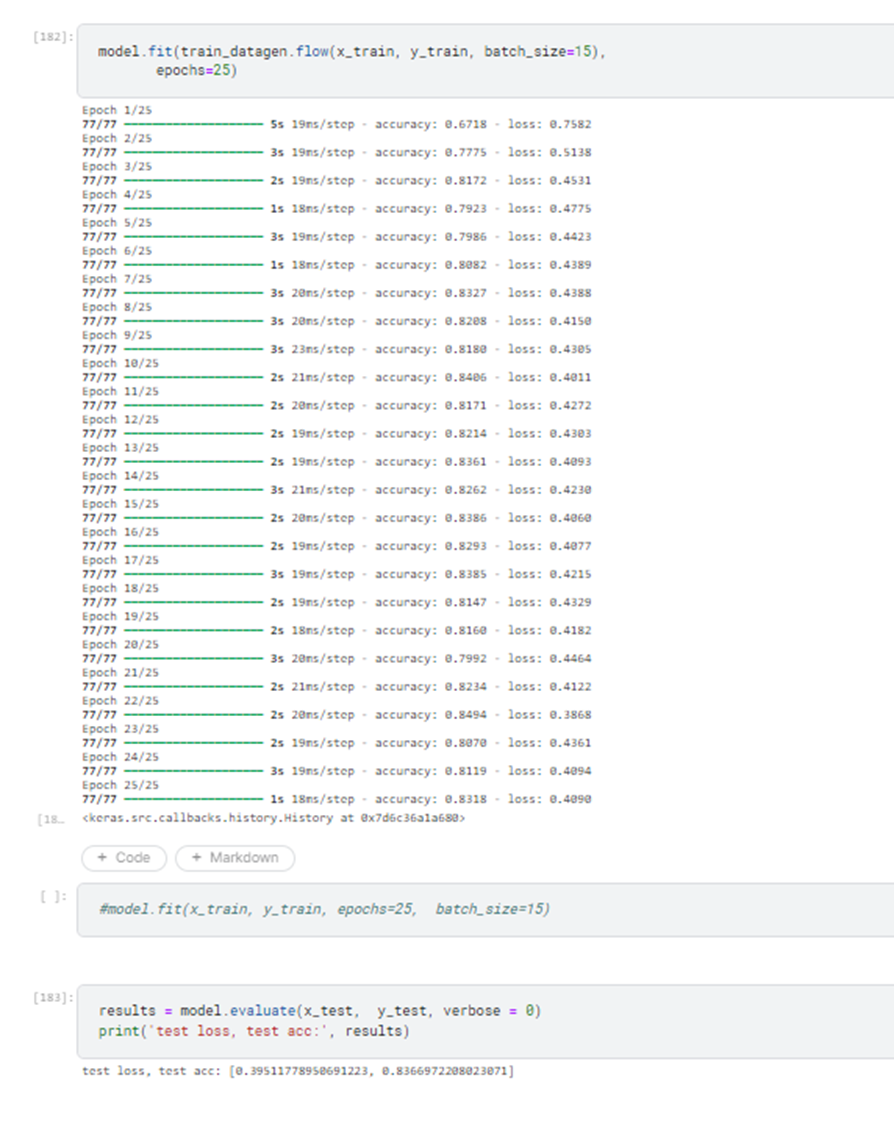 [182]:
model.fit(train_datagen.flow(x_train, y_train, batch_size=15),
epochs=25)
Epoch 1/25
77/77 5s 19ms/step - accuracy: 0.6718 - loss: 0.7582
Epoch 2/25
77/77 3s 19ms/step - accuracy: 0.7775 - loss: 0.5138
Epoch 3/25
77/77 2s 19ms/step - accuracy: 0.8172 - loss: 0.4531
Epoch 4/25
77/77 1s 18ms/step - accuracy: 0.7923 - loss: 0.4775
Epoch 5/25
77/77 3s 19ms/step - accuracy: 0.7986 - loss: 0.4423
Epoch 6/25
77/77 1s 18ms/step - accuracy: 0.8082 - loss: 0.4389
Epoch 7/25
77/77 3s 20ms/step - accuracy: 0.8327 - loss: 0.4388
Epoch 8/25
77/77 3s 20ms/step - accuracy: 0.8208 - loss: 0.4150
Epoch 9/25
77/77 3s 23ms/step - accuracy: 0.8180 - loss: 0.4305
Epoch 10/25
77/77 2s 21ms/step - accuracy: 0.8406 - loss: 0.4011
Epoch 11/25
77/77 2s 20ms/step - accuracy: 0.8171 - loss: 0.4272
Epoch 12/25
77/77 2s 19ms/step - accuracy: 0.8214 - loss: 0.4303
Epoch 13/25
77/77 2s 19ms/step - accuracy: 0.8361 - loss: 0.4093
Epoch 14/25
77/77 3s 21ms/step - accuracy: 0.8262 - loss: 0.4230
Epoch 15/25
77/77 2s 20ms/step - accuracy: 0.8386 - loss: 0.4060
Epoch 16/25
77/77 2s 19ms/step - accuracy: 0.8293 - loss: 0.4077
Epoch 17/25
77/77 3s 19ms/step - accuracy: 0.8385 - loss: 0.4215
Epoch 18/25
77/77 2s 19ms/step - accuracy: 0.8147 - loss: 0.4329
Epoch 19/25
77/77 2s 18ms/step - accuracy: 0.8160 - loss: 0.4182
Epoch 20/25
77/77 3s 20ms/step - accuracy: 0.7992 - loss: 0.4464
Epoch 21/25
77/77 2s 21ms/step - accuracy: 0.8234 - loss: 0.4122
Epoch 22/25
77/77 2s 20ms/step - accuracy: 0.8494 - loss: 0.3868
Epoch 23/25
77/77 2s 19ms/step - accuracy: 0.8070 - loss: 0.4361
Epoch 24/25
77/77 3s 19ms/step - accuracy: 0.8119 - loss: 0.4094
Epoch 25/25
77/77 1s 18ms/step - accuracy: 0.8318 - loss: 0.4090
[18… <keras.src.callbacks.history.History at 0x7d6c36a1a680>
+ Code + Markdown
[ ]:
#model.fit(x_train, y_train, epochs=25, batch_size=15)
[183]:
results = model.evaluate(x_test, y_test, verbose = 0)
print('test loss, test acc:', results)
test loss, test acc: [0.39511778950691223, 0.8366972208023071]